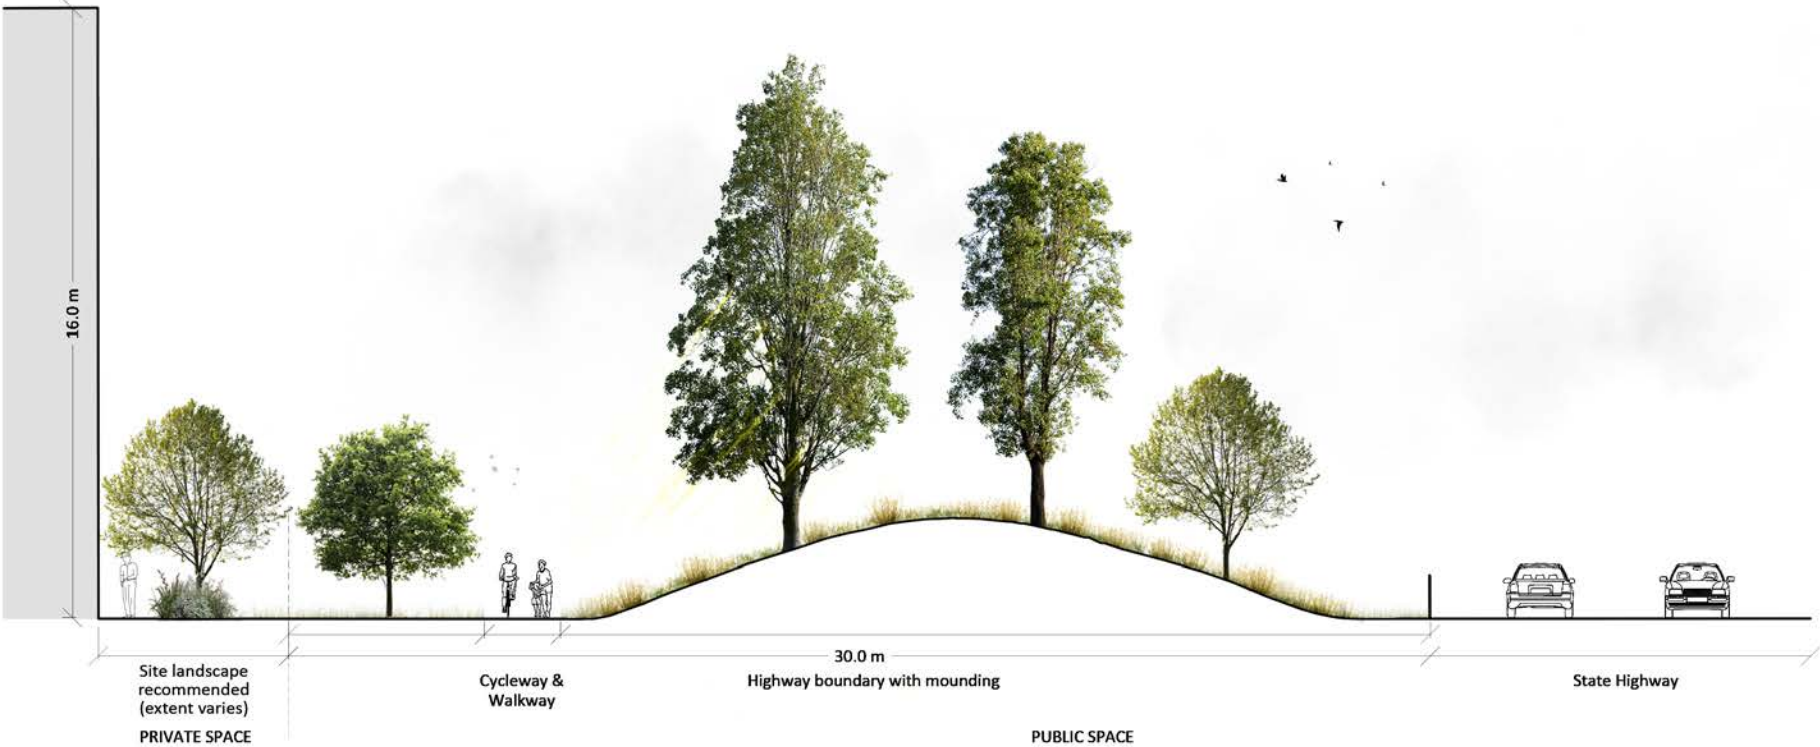 16.0 m
30.0 m
Site landscape
recommended
(extent varies)
Cycleway &
Walkway
Highway boundary with mounding
State Highway
PRIVATE SPACE
PUBLIC SPACE